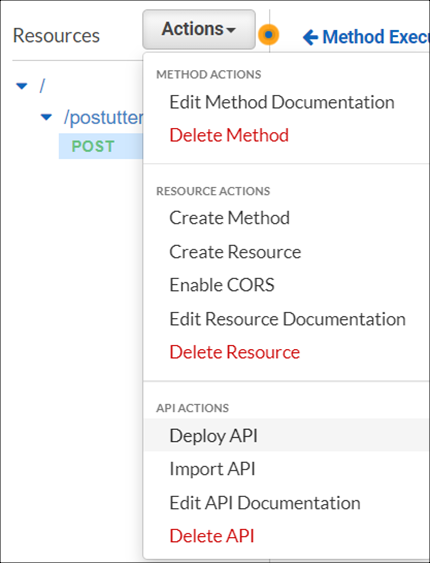 Resources
Actions
Method Execu
/
/postutter
POST
METHOD ACTIONS
Edit Method Documentation
Delete Method
RESOURCE ACTIONS
Create Method
Create Resource
Enable CORS
Edit Resource Documentation
Delete Resource
API ACTIONS
Deploy API
Import API
Edit API Documentation
Delete API